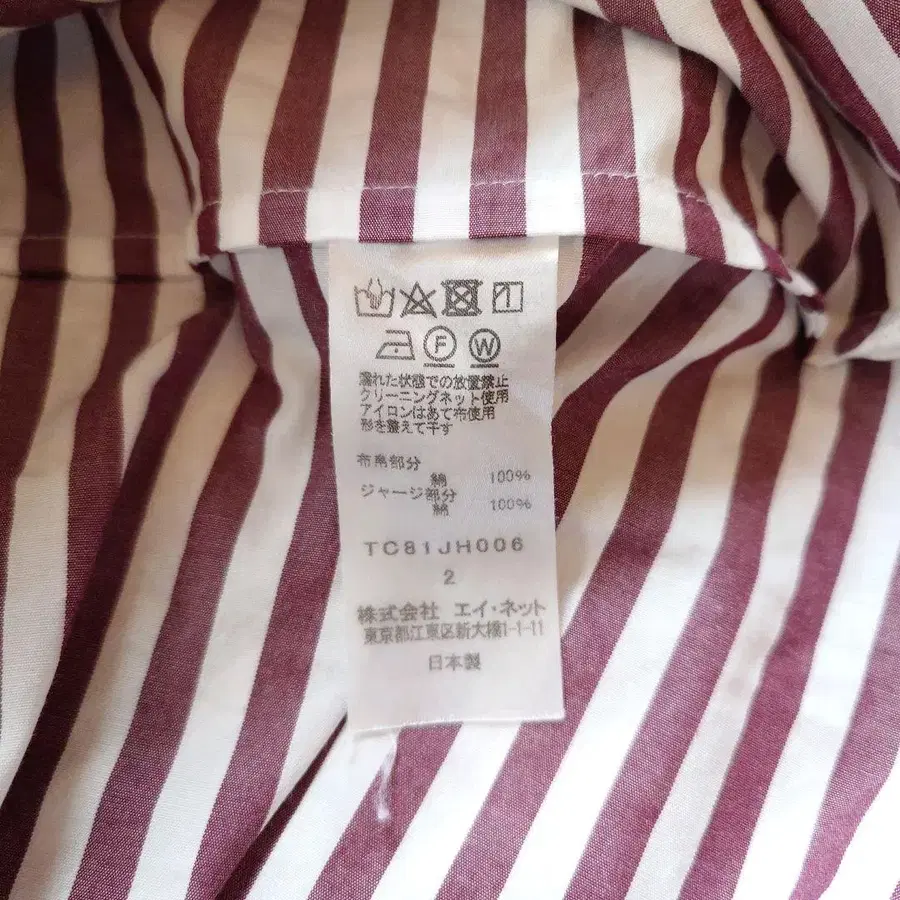 F W
濡れた状態での放置禁止
クリーニングネット使用
アイロンはあて布使用
形を整えて干す
布帛部分
綿 100%
ジャージ部分
綿 100%
TC81JH006
2
株式会社 エイ・ネット
東京都江東区新大橋1-1-11
日本製